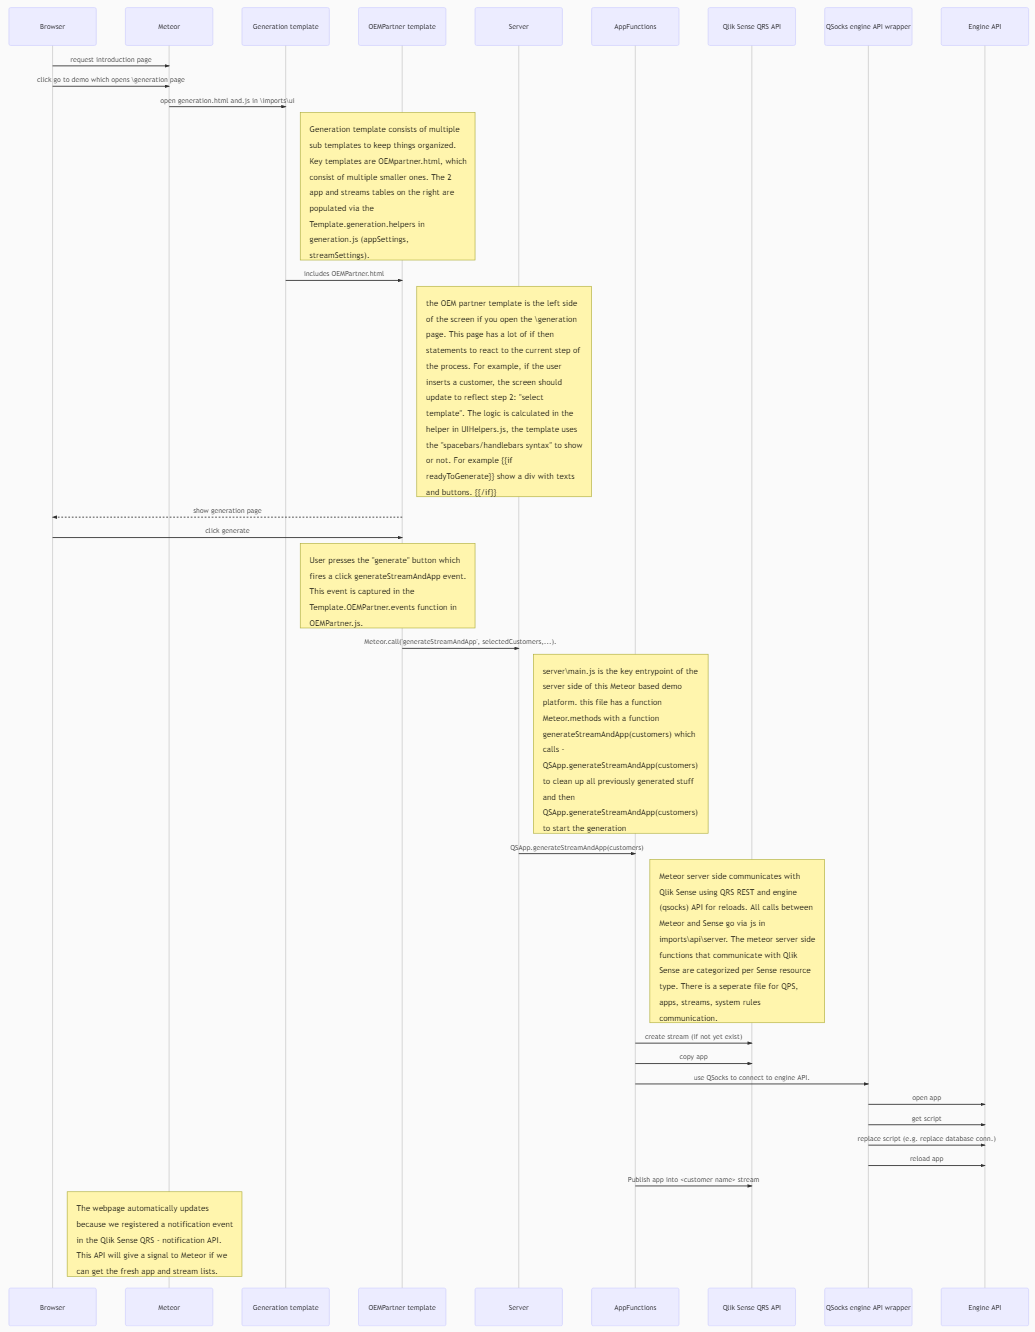 Browser
Meteor
Generation template
OEMPartner template
Server
AppFunctions
Qlik Sense QRS API
QSocks engine API wrapper
Engine API
request introduction page
click go to demo which opens \generation page
open generation.html and.js in \imports\ui
Generation template consists of multiple
sub templates to keep things organized.
Key templates are OEMpartner.html, which
consist of multiple smaller ones. The 2
app and streams tables on the right are
populated via the
Template.generation.helpers in
generation.js (appSettings,
streamSettings).
includes OEMPartner.html
the OEM partner template is the left side
of the screen if you open the \generation
page. This page has a lot of if then
statements to react to the current step of
the process. For example, if the user
inserts a customer, the screen should
update to reflect step 2: "select
template". The logic is calculated in the
helper in UIHelpers.js, the template uses
the "spacebars/handlebars syntax" to show
or not. For example {{if
readyToGenerate}} show a div with texts
and buttons. {{/if}}
show generation page
click generate
User presses the "generate" button which
fires a click generateStreamAndApp event.
This event is captured in the
Template.OEMPartner.events function in
OEMPartner.js.
Meteor.call('generateStreamAndApp', selectedCustomers,...).
server\main.js is the key entrypoint of the
server side of this Meteor based demo
platform. this file has a function
Meteor.methods with a function
generateStreamAndApp(customers) which
calls -
QSApp.generateStreamAndApp(customers)
to clean up all previously generated stuff
and then
QSApp.generateStreamAndApp(customers)
to start the generation
QSApp.generateStreamAndApp(customers)
Meteor server side communicates with
Qlik Sense using QRS REST and engine
(qsocks) API for reloads. All calls between
Meteor and Sense go via js in
imports\api\server. The meteor server side
functions that communicate with Qlik
Sense are categorized per Sense resource
type. There is a seperate file for QPS,
apps, streams, system rules
communication.
create stream (if not yet exist)
copy app
use QSocks to connect to engine API.
open app
get script
replace script (e.g. replace database conn.)
reload app
Publish app into <customer name> stream
The webpage automatically updates
because we registered a notification event
in the Qlik Sense QRS - notification API.
This API will give a signal to Meteor if we
can get the fresh app and stream lists.
Browser
Meteor
Generation template
OEMPartner template
Server
AppFunctions
Qlik Sense QRS API
QSocks engine API wrapper
Engine API